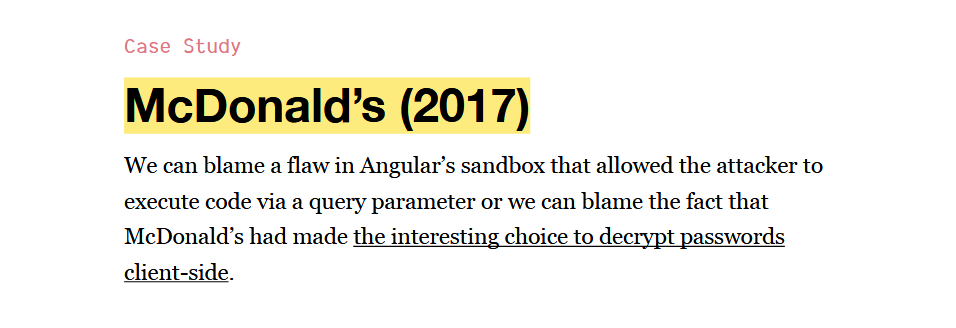 Case Study
McDonald’s (2017)
We can blame a flaw in Angular’s sandbox that allowed the attacker to
execute code via a query parameter or we can blame the fact that
McDonald’s had made the interesting choice to decrypt passwords
client-side.